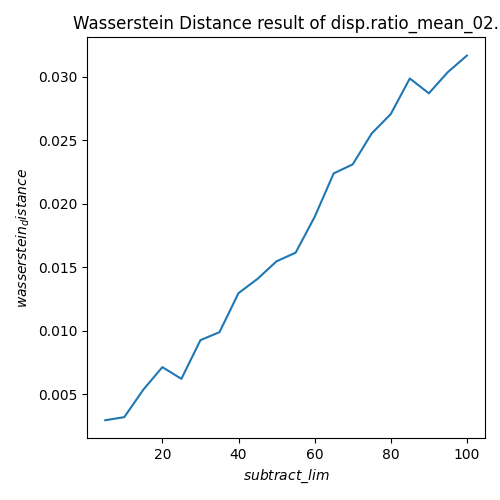 Wasserstein Distance result of disp.ratio_mean_02.
0.030
0.025
0.020
0.015
0.010
0.005
wasserstein_distance
20 40 60 80 100
subtract_lim